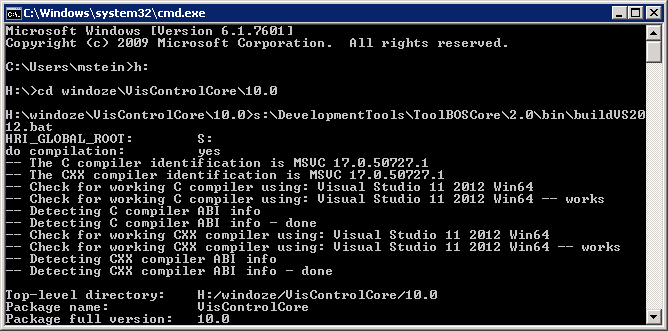 C:\Windows\system32\cmd.exe
Microsoft Windows [Version 6.1.7601]
Copyright (c) 2009 Microsoft Corporation.  All rights reserved.
C:\Users\mstein>h:
H:\>cd windoze\VisControlCore\10.0
H:\windoze\VisControlCore\10.0>s:\DevelopmentTools\ToolBOSCore\2.0\bin\buildVS20
12.bat
HRI_GLOBAL_ROOT:        S:
do compilation:         yes
-- The C compiler identification is MSVC 17.0.50727.1
-- The CXX compiler identification is MSVC 17.0.50727.1
-- Check for working C compiler using: Visual Studio 11 2012 Win64
-- Check for working C compiler using: Visual Studio 11 2012 Win64 -- works
-- Detecting C compiler ABI info
-- Detecting C compiler ABI info - done
-- Check for working CXX compiler using: Visual Studio 11 2012 Win64
-- Check for working CXX compiler using: Visual Studio 11 2012 Win64 -- works
-- Detecting CXX compiler ABI info
-- Detecting CXX compiler ABI info - done
Top-level directory:    H:/windoze/VisControlCore/10.0
Package name:           VisControlCore
Package full version:   10.0